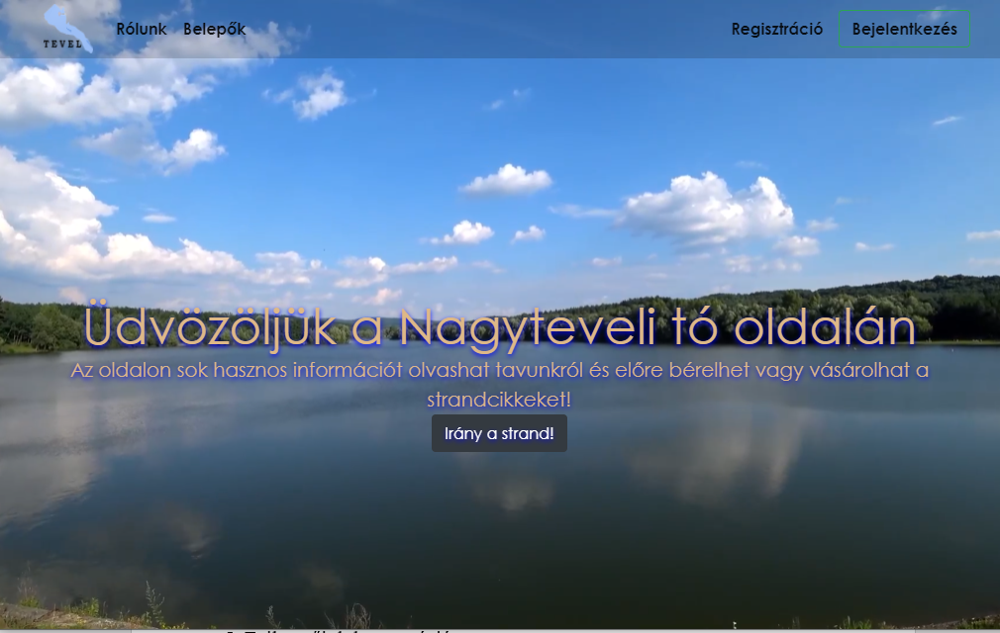 TEVEL
Rólunk
Belepők
Regisztráció
Bejelentkezés
Üdvözöljük a Nagyteveli tó oldalán
Az oldalon sok hasznos információt olvashat tavunkról és előre bérelhet vagy vásárolhat a
strandcikkeket!
Irány a strand!